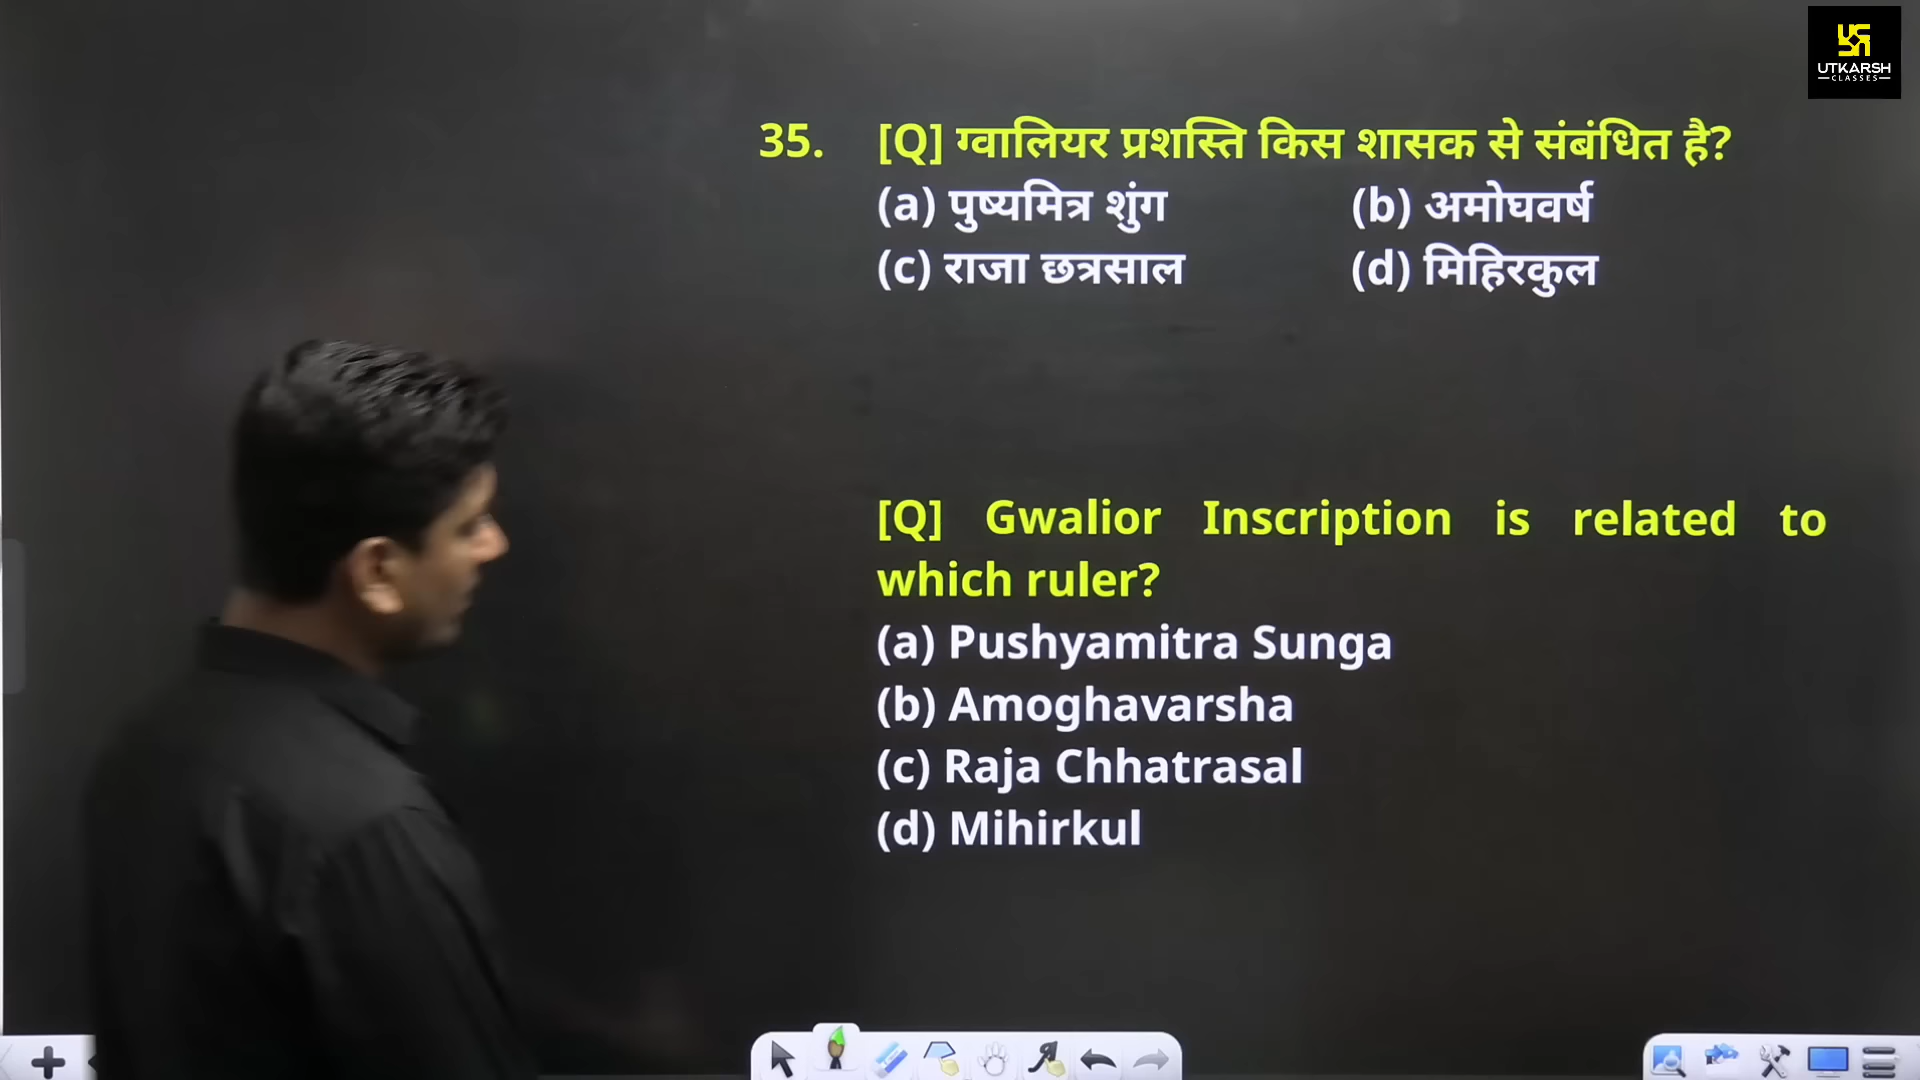 UTKARSH
CLASSES
35. [Q] ग्वालियर प्रशस्ति किस शासक से संबंधित है?
(a) पुष्यमित्र शुंग (b) अमोघवर्ष
(c) राजा छत्रसाल (d) मिहिरकुल
[Q] Gwalior Inscription is related to
which ruler?
(a) Pushyamitra Sunga
(b) Amoghavarsha
(c) Raja Chhatrasal
(d) Mihirkul